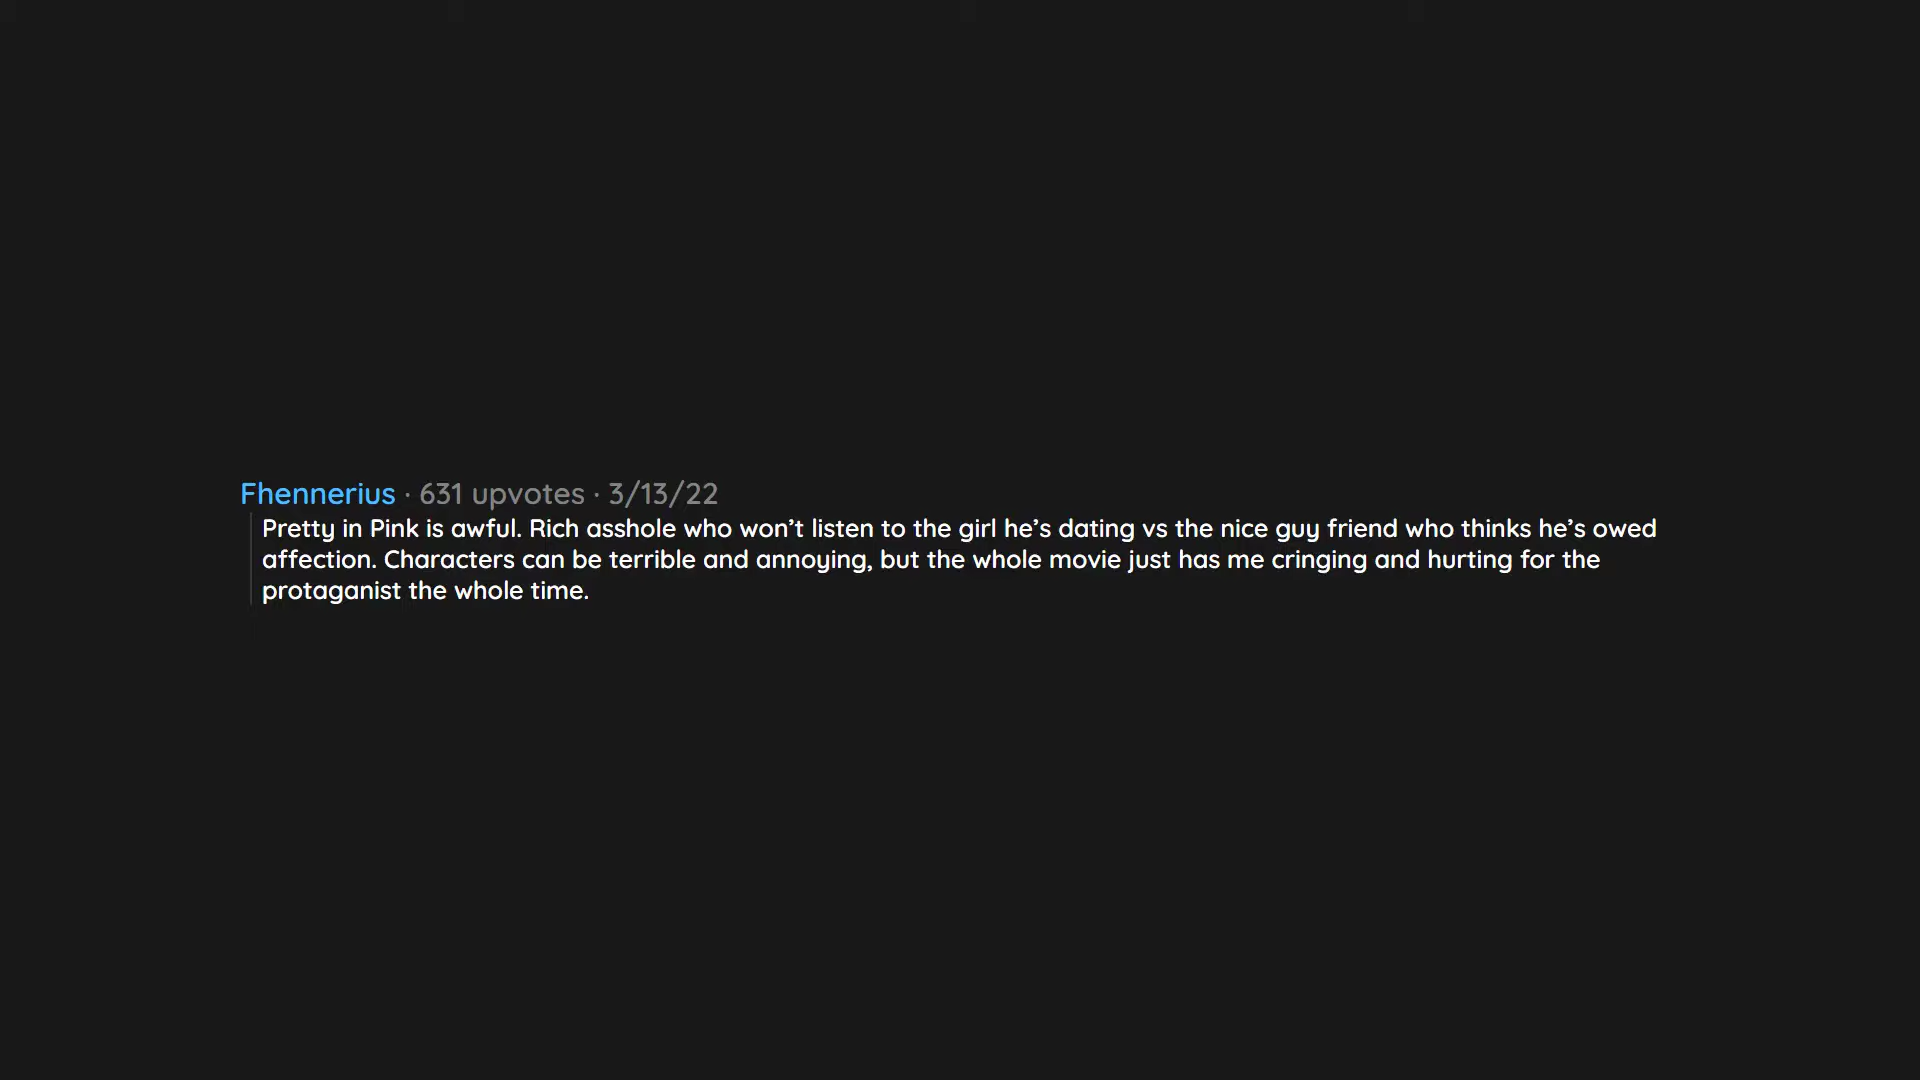 Fhennerius · 631 upvotes · 3/13/22
Pretty in Pink is awful. Rich asshole who won’t listen to the girl he’s dating vs the nice guy friend who thinks he’s owed
affection. Characters can be terrible and annoying, but the whole movie just has me cringing and hurting for the
protaganist the whole time.